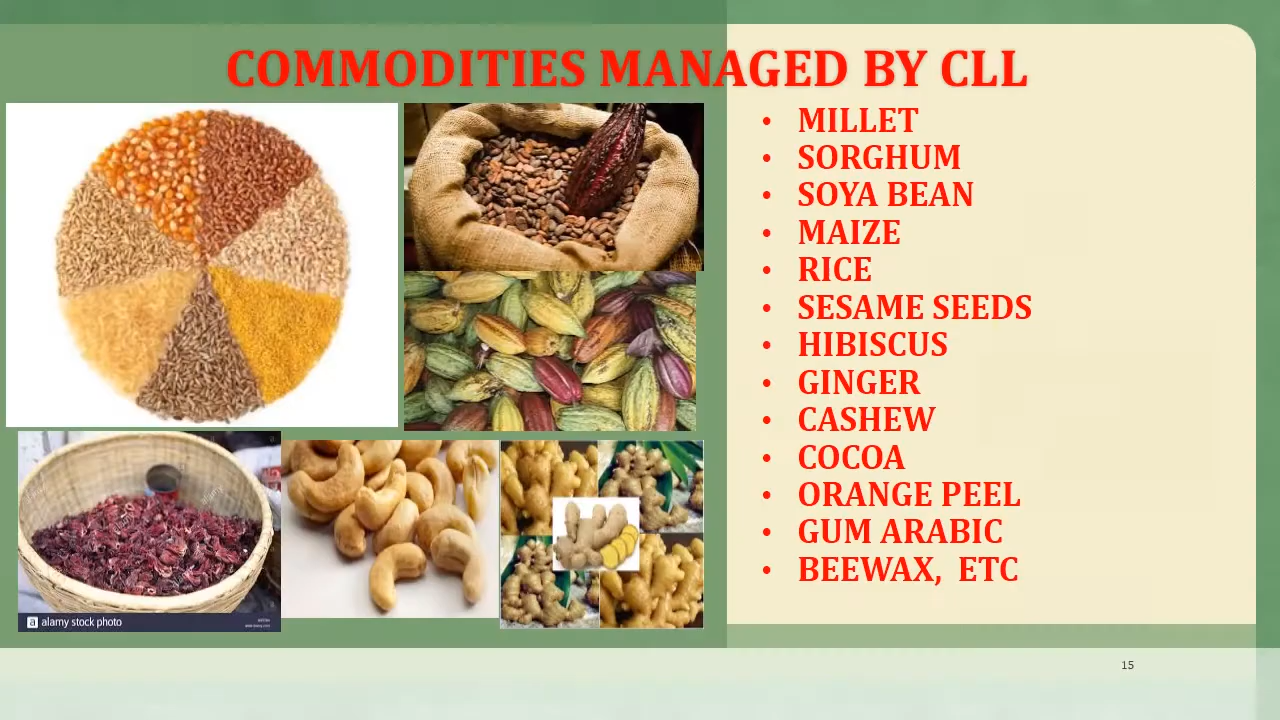 COMMODITIES MANAGED BY CLL
• MILLET
• SORGHUM
• SOYA BEAN
• MAIZE
• RICE
• SESAME SEEDS
• HIBISCUS
• GINGER
• CASHEW
• COCOA
• ORANGE PEEL
• GUM ARABIC
• BEEWAX,  ETC
a alamy stock photo
15